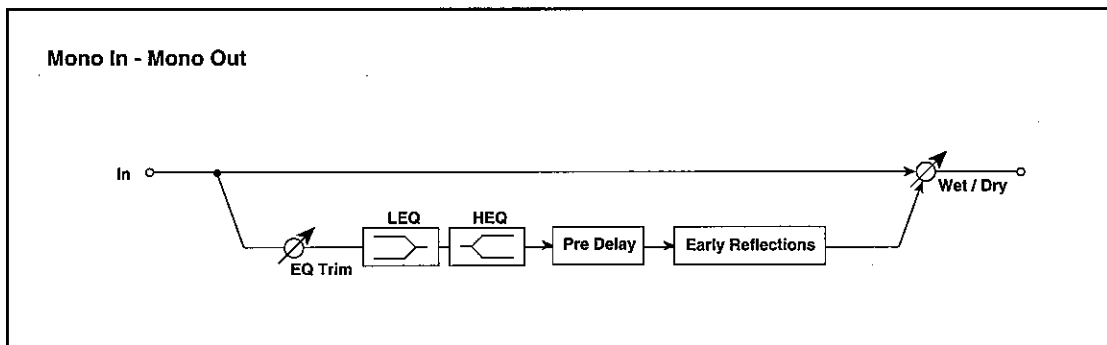 Mono In - Mono Out
In
Wet / Dry
LEQ
HEQ
EQ Trim
Pre Delay
Early Reflections